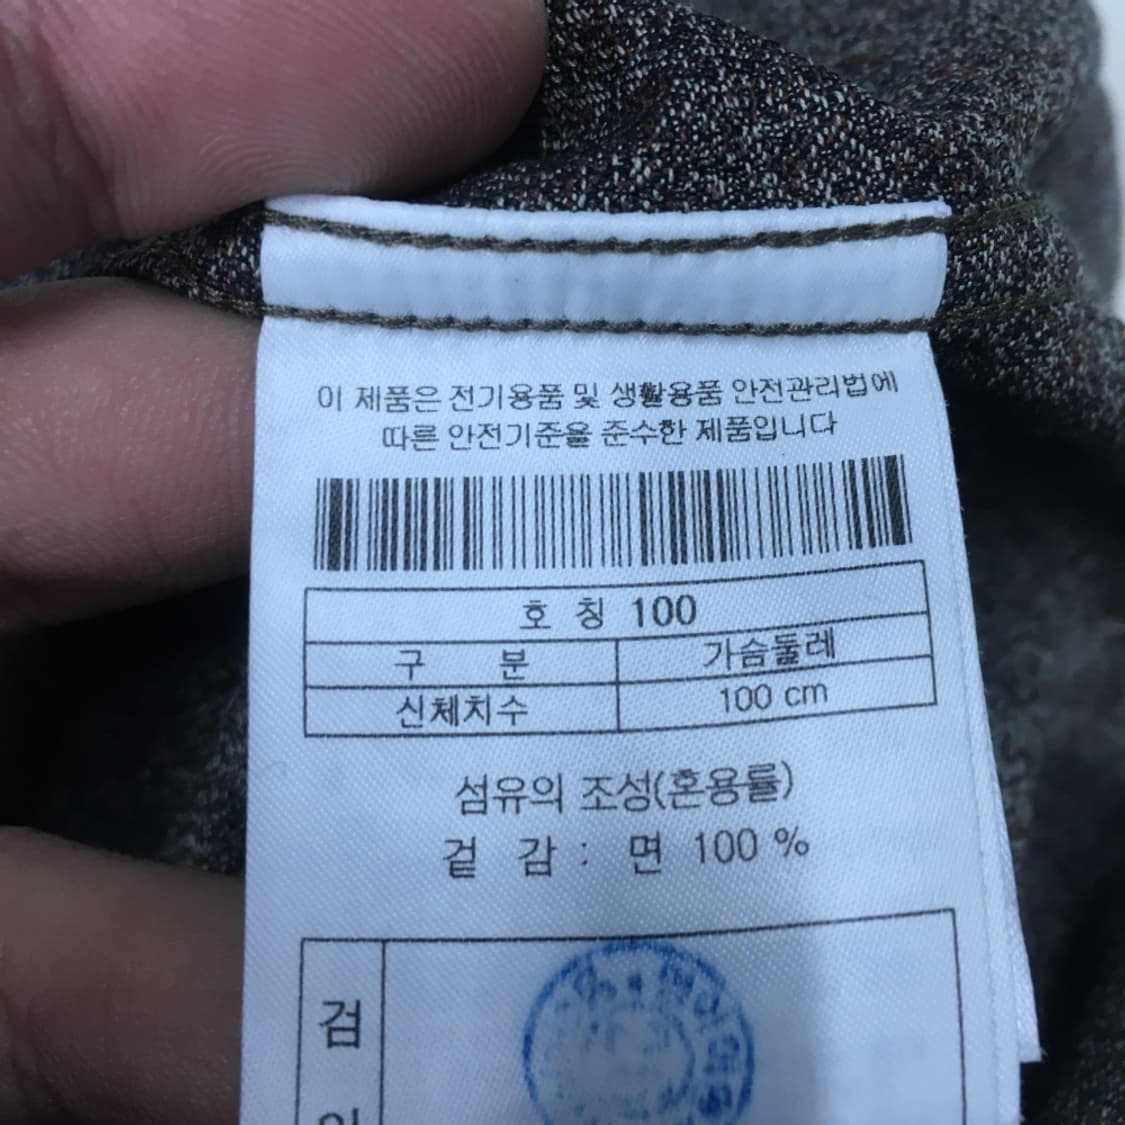 이 제품은 전기용품 및 생활용품 안전관리법에
따른 안전기준을 준수한 제품입니다
호 칭 100
구 분 가슴둘레
신체치수 100 cm
섬유의 조성(혼용률)
겉 감 : 면 100 %
검